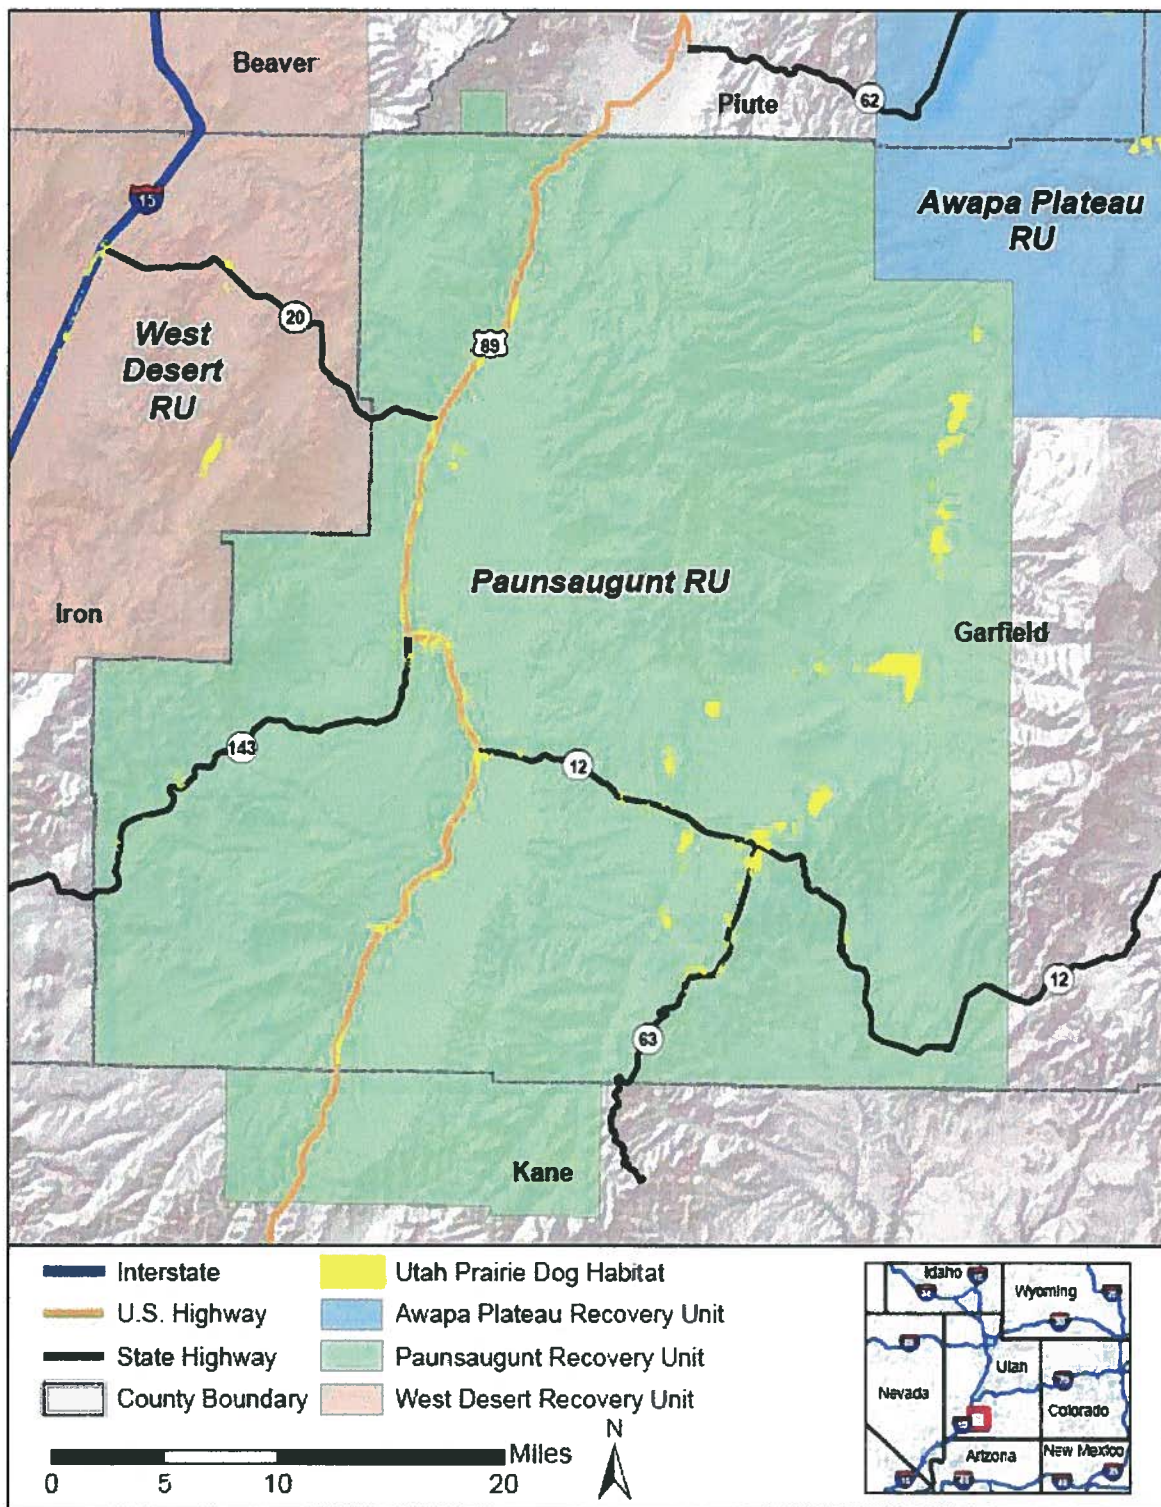 Beaver
Piute
62
15
Awapa Plateau
RU
20
West
Desert
RU
89
Paunsaugunt RU
Iron
Garfield
143
12
12
63
Kane
Interstate
U.S. Highway
State Highway
County Boundary
Utah Prairie Dog Habitat
Awapa Plateau Recovery Unit
Paunsaugunt Recovery Unit
West Desert Recovery Unit
Miles
0 5 10 20
N
Idaho
Wyoming
Utah
Nevada
Colorado
Arizona
New Mexico
15